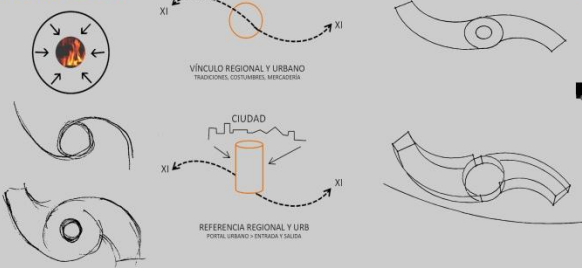 XI
XI
VÍNCULO REGIONAL Y URBANO
TRADICIONES, COSTUMBRES, MERCADERÍA
CIUDAD
XI
XI
REFERENCIA REGIONAL Y URB
PORTAL URBANO > ENTRADA Y SALIDA